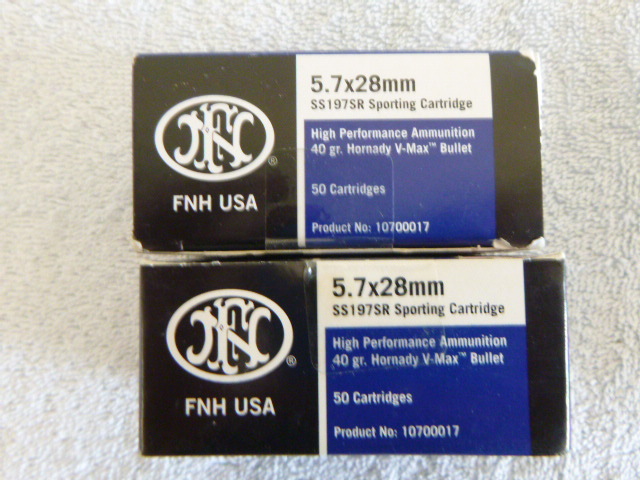 FN
®
FNH USA
5.7x28mm
SS197SR Sporting Cartridge
High Performance Ammunition
40 gr. Hornady V-Max™ Bullet
50 Cartridges
Product No: 10700017
FN
®
FNH USA
5.7x28mm
SS197SR Sporting Cartridge
High Performance Ammunition
40 gr. Hornady V-Max™ Bullet
50 Cartridges
Product No: 10700017